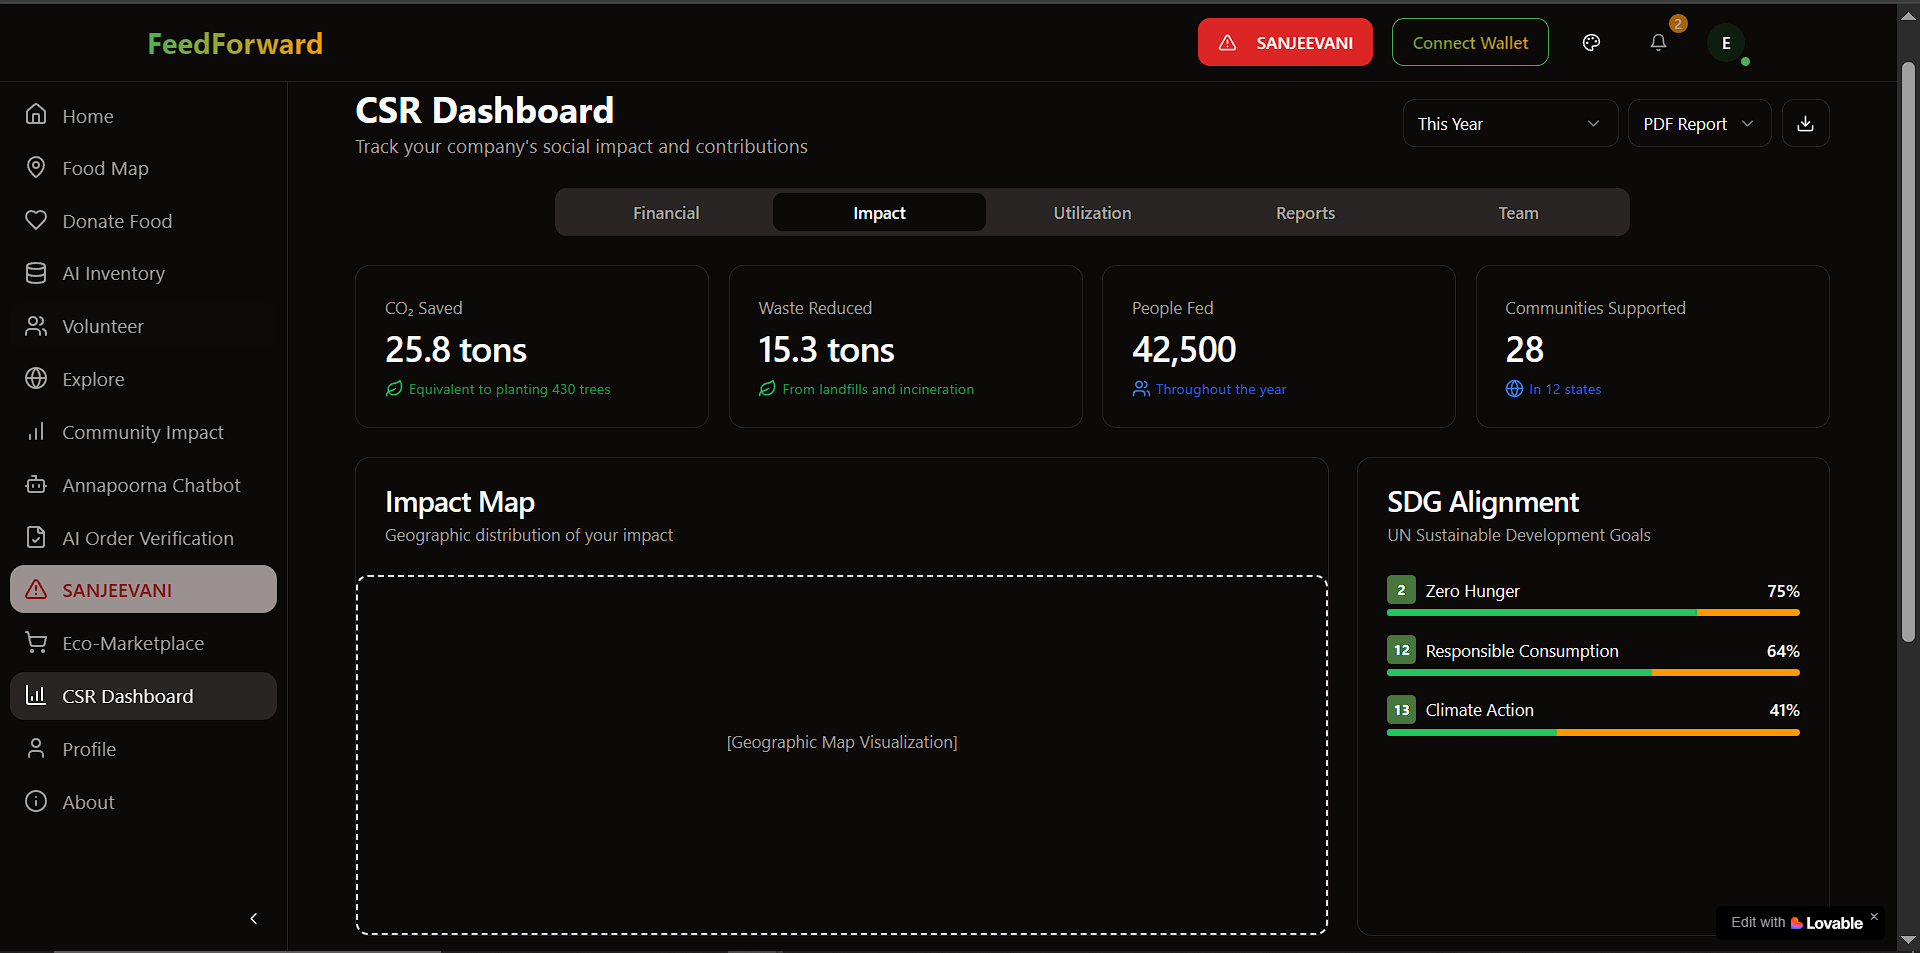 FeedForward
SANJEEVANI
Connect Wallet
2
E
Home
Food Map
Donate Food
AI Inventory
Volunteer
Explore
Community Impact
Annapoorna Chatbot
AI Order Verification
SANJEEVANI
Eco-Marketplace
CSR Dashboard
Profile
About
CSR Dashboard
Track your company's social impact and contributions
This Year
PDF Report
Financial
Impact
Utilization
Reports
Team
CO₂ Saved
25.8 tons
Equivalent to planting 430 trees
Waste Reduced
15.3 tons
From landfills and incineration
People Fed
42,500
Throughout the year
Communities Supported
28
In 12 states
Impact Map
Geographic distribution of your impact
[Geographic Map Visualization]
SDG Alignment
UN Sustainable Development Goals
2 Zero Hunger 75%
12 Responsible Consumption 64%
13 Climate Action 41%
Edit with Lovable